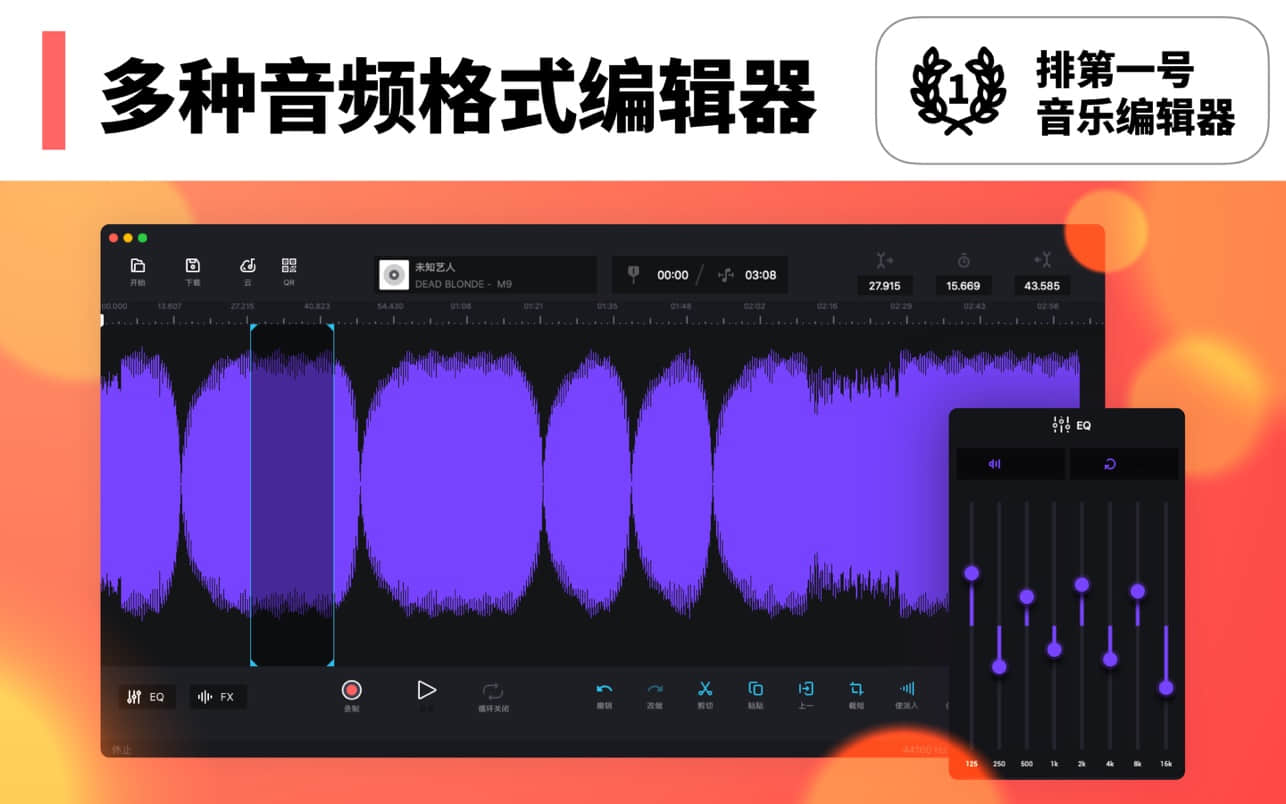 多种音频格式编辑器
1
排第一号
音乐编辑器
开始
下载
云
QR
未知艺人
DEAD BLONDE - M9
00:00
03:08
27.915
15.669
43.585
00.000 13.607 27.215 40.823 54.430 01:08 01:21 01:35 01:48 02:02 02:16 02:29 02:43 02:56
EQ
EQ
FX
录制
循环关闭
撤销
改做
剪切
粘贴
上一
截短
使淡入
休止
44100 Hz
125 250 500 1k 2k 4k 8k 16k